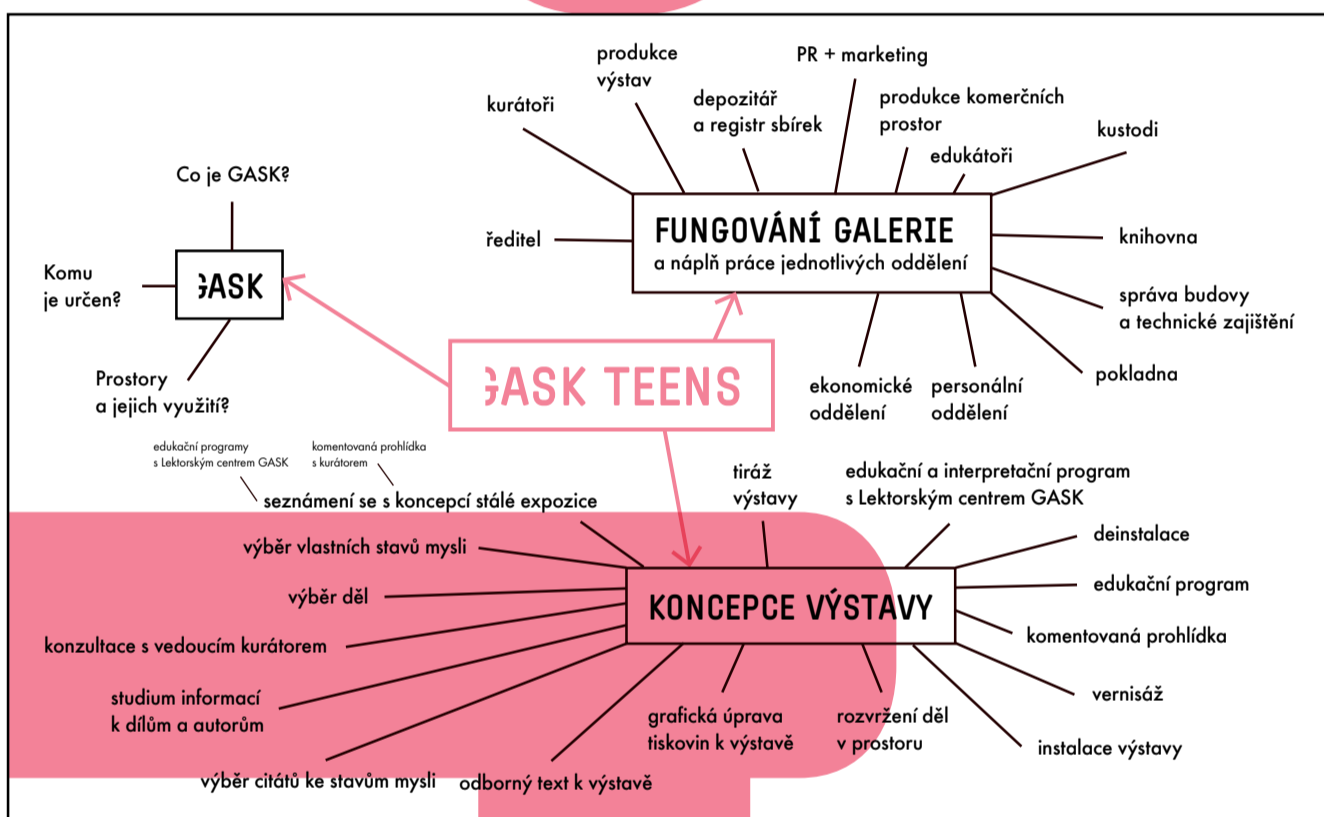 Co je GASK?
Komu
je určen?
GASK
Prostory
a jejich využití?
kurátoři
produkce
výstav
depozitář
a registr sbírek
PR + marketing
produkce komerčních
prostor
edukátoři
kustodi
ředitel
FUNGOVÁNÍ GALERIE
a náplň práce jednotlivých oddělení
knihovna
správa budovy
a technické zajištění
pokladna
ekonomické
oddělení
personální
oddělení
GASK TEENS
edukační programy
s Lektorským centrem GASK
komentovaná prohlídka
s kurátorem
seznámení se s koncepcí stálé expozice
výběr vlastních stavů mysli
výběr děl
konzultace s vedoucím kurátorem
studium informací
k dílům a autorům
výběr citátů ke stavům mysli
odborný text k výstavě
tiráž
výstavy
edukační a interpretační program
s Lektorským centrem GASK
KONCEPCE VÝSTAVY
deinstalace
edukační program
komentovaná prohlídka
vernisáž
instalace výstavy
grafická úprava
tiskovin k výstavě
rozvržení děl
v prostoru